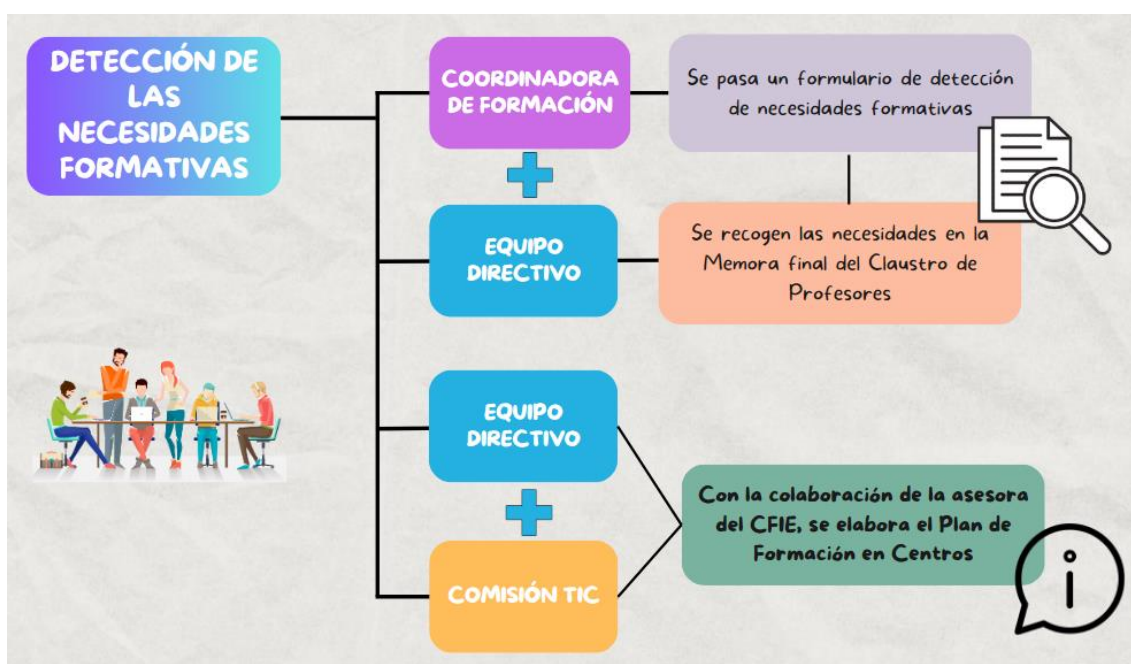 DETECCIÓN DE
LAS
NECESIDADES
FORMATIVAS
COORDINADORA
DE FORMACIÓN
Se pasa un formulario de detección
de necesidades formativas
EQUIPO
DIRECTIVO
Se recogen las necesidades en la
Memora final del Claustro de
Profesores
EQUIPO
DIRECTIVO
COMISIÓN TIC
Con la colaboración de la asesora
del CFIE, se elabora el Plan de
Formación en Centros